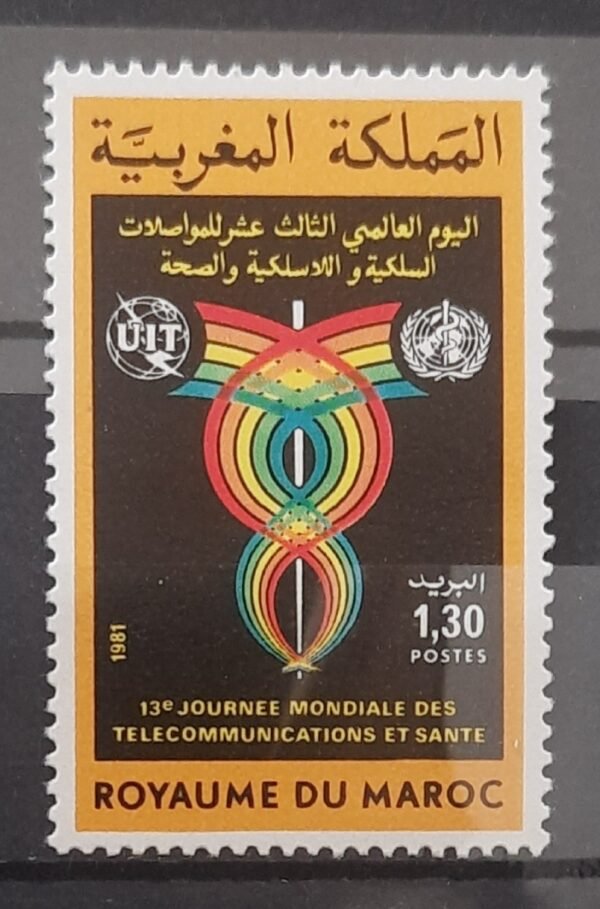 المملكة المغربية
اليوم العالمي الثالث عشر للمواصلات
السلكية و اللاسلكية والصحة
UIT
البريد
1,30
POSTES
1981
13e JOURNEE MONDIALE DES
TELECOMMUNICATIONS ET SANTE
ROYAUME DU MAROC